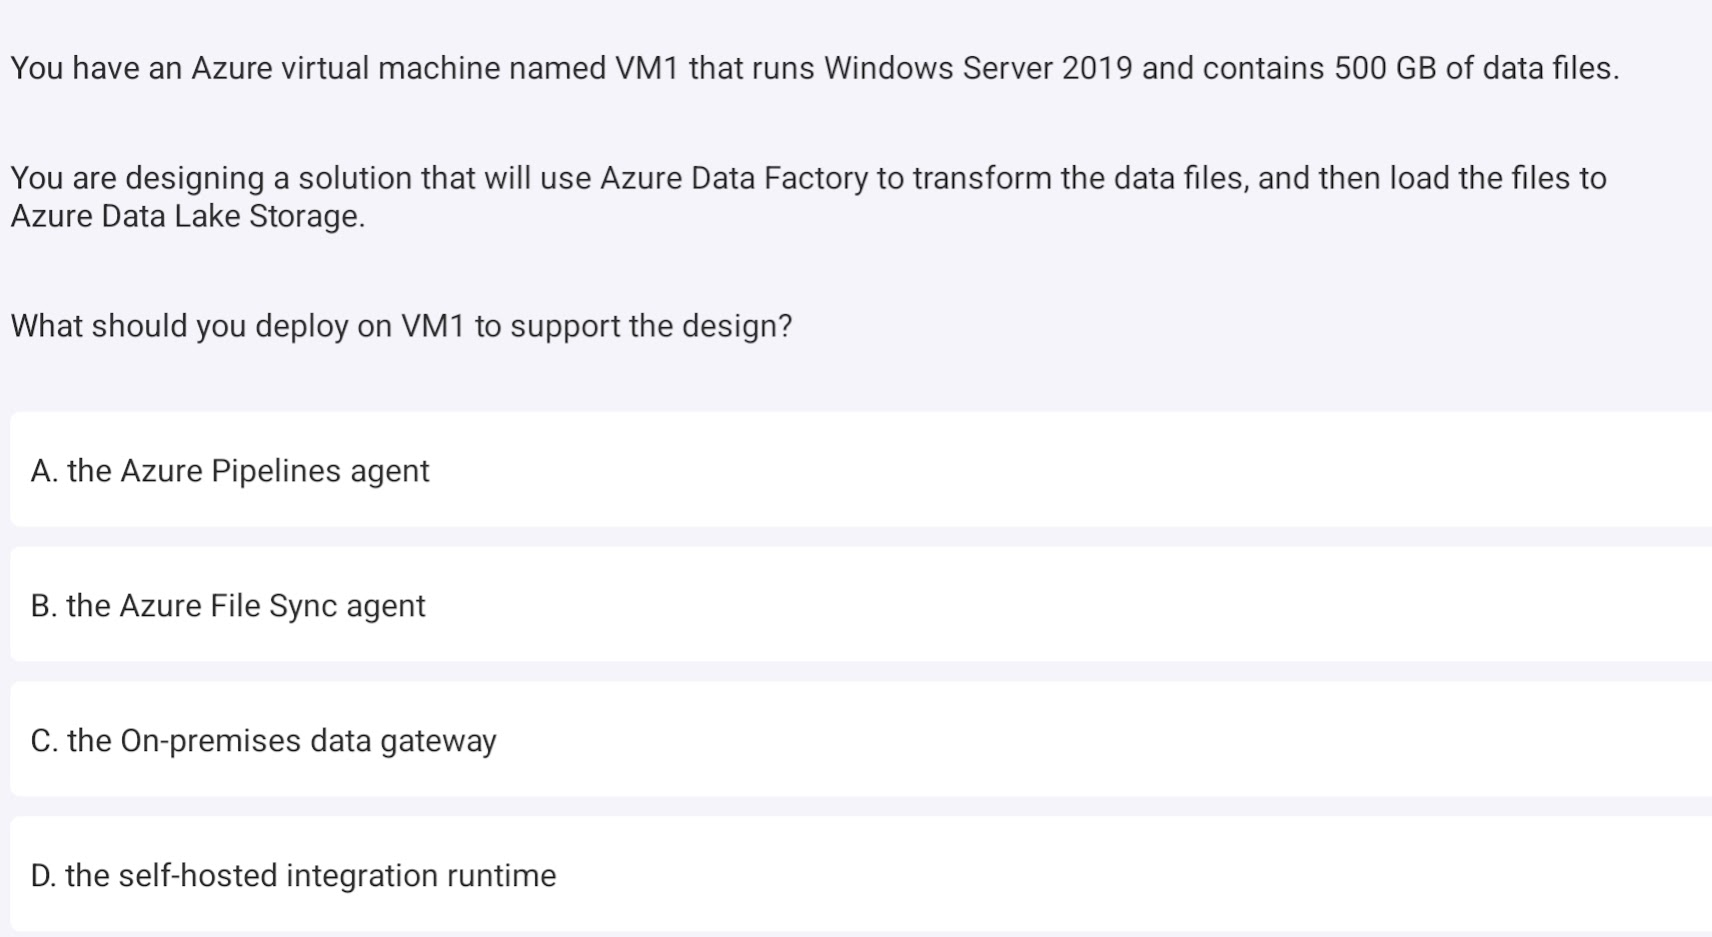 You have an Azure virtual machine named VM1 that runs Windows Server 2019 and contains 500 GB of data files.
You are designing a solution that will use Azure Data Factory to transform the data files, and then load the files to
Azure Data Lake Storage.
What should you deploy on VM1 to support the design?
A. the Azure Pipelines agent
B. the Azure File Sync agent
C. the On-premises data gateway
D. the self-hosted integration runtime